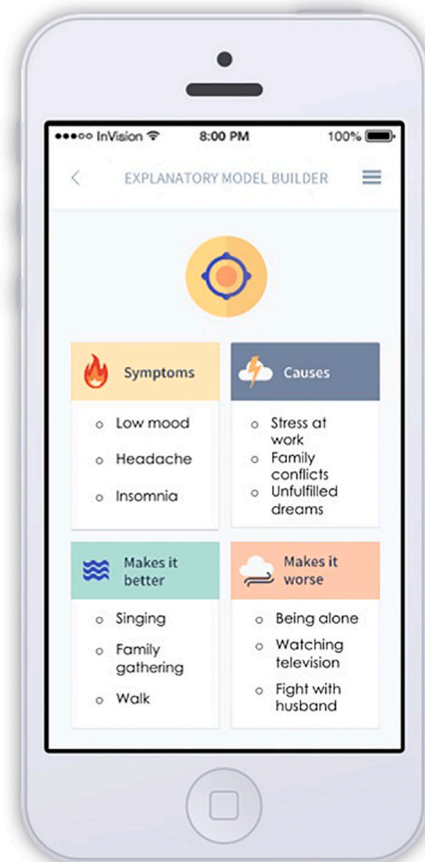 InVision 8:00 PM 100%
EXPLANATORY MODEL BUILDER
Symptoms
Low mood
Headache
Insomnia
Causes
Stress at
work
Family
conflicts
Unfulfilled
dreams
Makes it
better
Singing
Family
gathering
Walk
Makes it
worse
Being alone
Watching
television
Fight with
husband